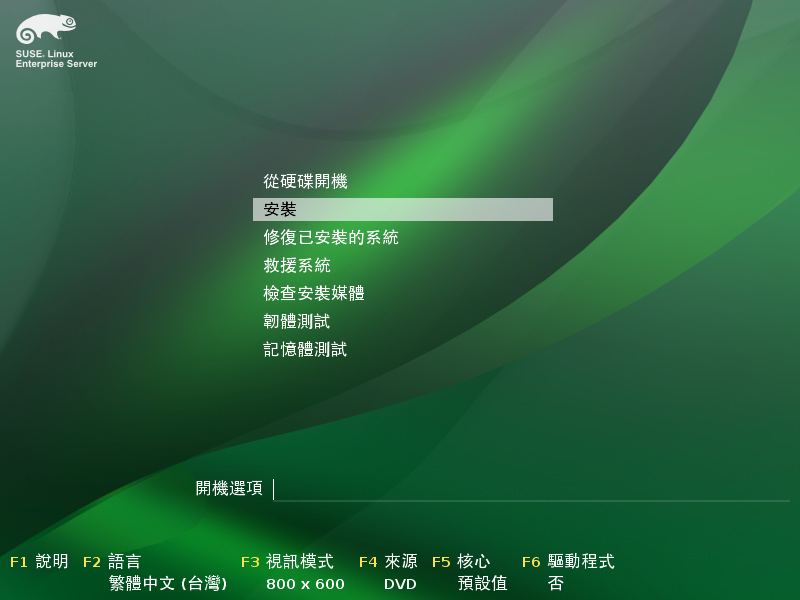 SUSE. Linux
Enterprise Server
從硬碟開機
安裝
修復已安裝的系統
救援系統
檢查安裝媒體
韌體測試
記憶體測試
開機選項
F1 說明 F2 語言 F3 視訊模式 F4 來源 F5 核心 F6 驅動程式
繁體中文 (台灣) 800 x 600 DVD 預設值 否